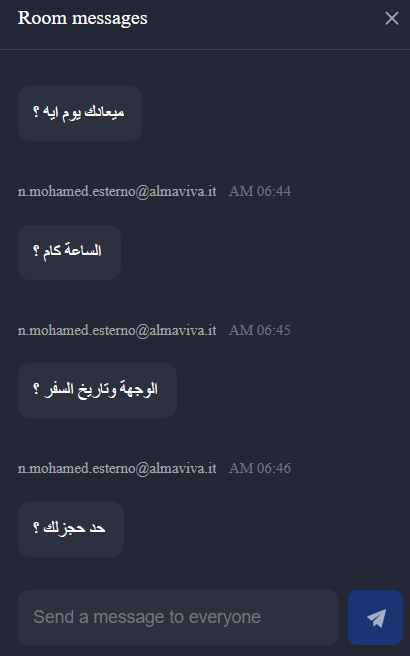 Room messages
ميعادك يوم ايه ؟
n.mohamed.esterno@almaviva.it AM 06:44
الساعة كام ؟
n.mohamed.esterno@almaviva.it AM 06:45
الوجهة وتاريخ السفر ؟
n.mohamed.esterno@almaviva.it AM 06:46
حد حجزلك ؟
Send a message to everyone